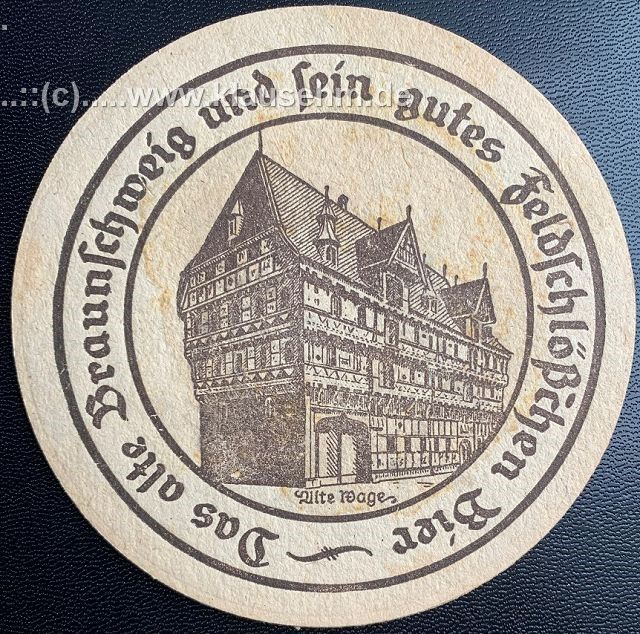 ..::(c).....www.klausehm.de
Das alte Braunschweig und sein gutes Feldschlößchen Bier
Alte Wage